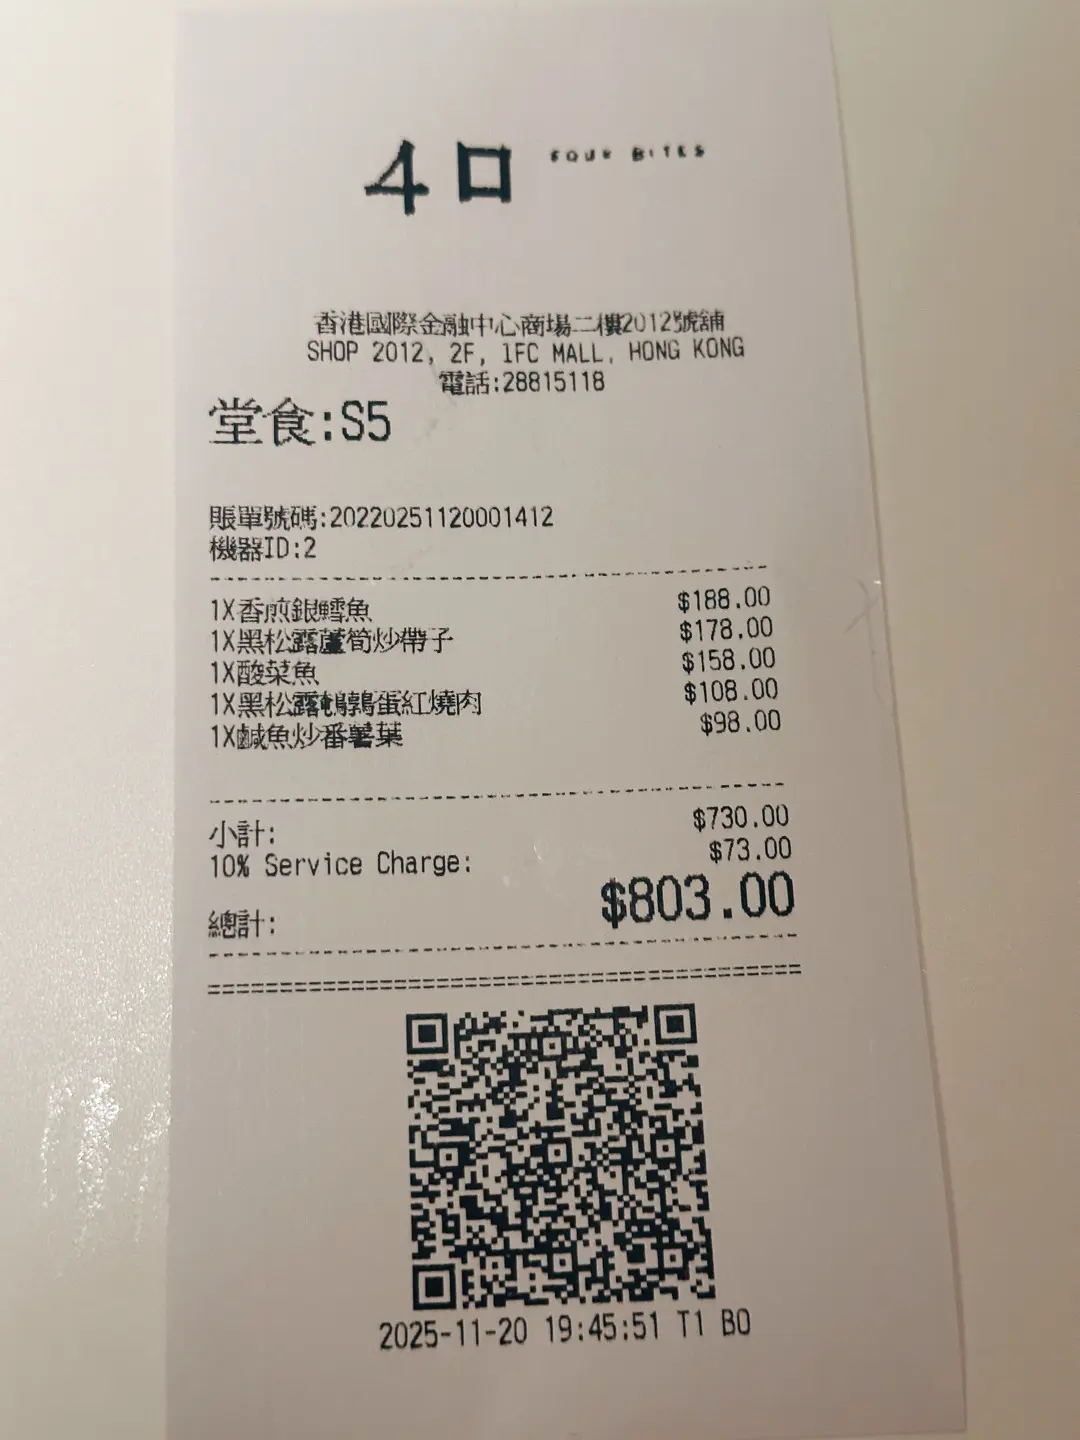 4口 FOUR BITES
香港國際金融中心商場二樓2012號舖
SHOP 2012, 2F, IFC MALL, HONG KONG
電話:28815118
堂食:S5
賬單號碼:20220251120001412
機器ID:2
1X香煎銀鱈魚 $188.00
1X黑松露蘆筍炒帶子 $178.00
1X酸菜魚 $158.00
1X黑松露鵪鶉蛋紅燒肉 $108.00
1X鹹魚炒番薯葉 $98.00
小計: $730.00
10% Service Charge: $73.00
總計: $803.00
2025-11-20 19:45:51 T1 B0